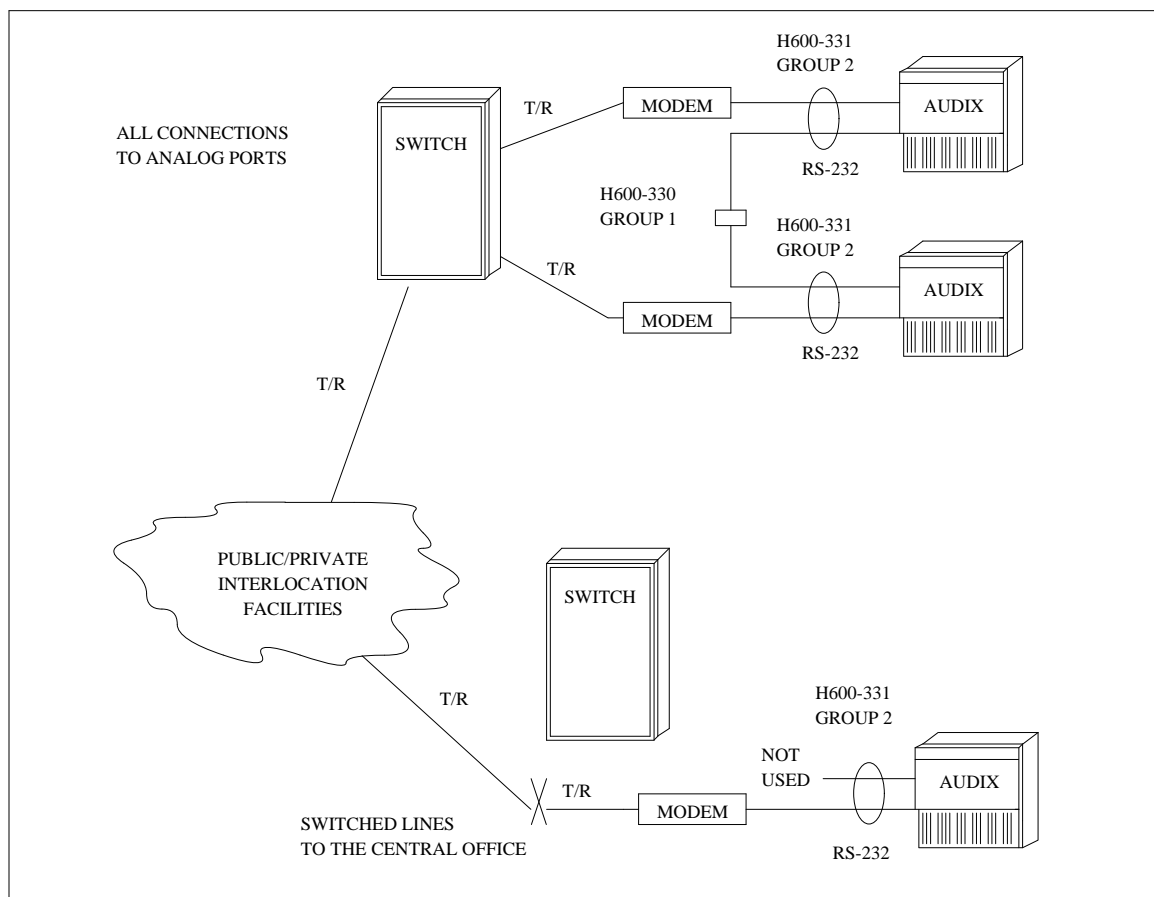 H600-331
GROUP 2
T/R
MODEM
AUDIX
ALL CONNECTIONS
TO ANALOG PORTS
SWITCH
RS-232
H600-330
GROUP 1
H600-331
GROUP 2
T/R
MODEM
AUDIX
RS-232
T/R
PUBLIC/PRIVATE
INTERLOCATION
FACILITIES
SWITCH
T/R
H600-331
GROUP 2
NOT
USED
T/R
MODEM
AUDIX
SWITCHED LINES
TO THE CENTRAL OFFICE
RS-232